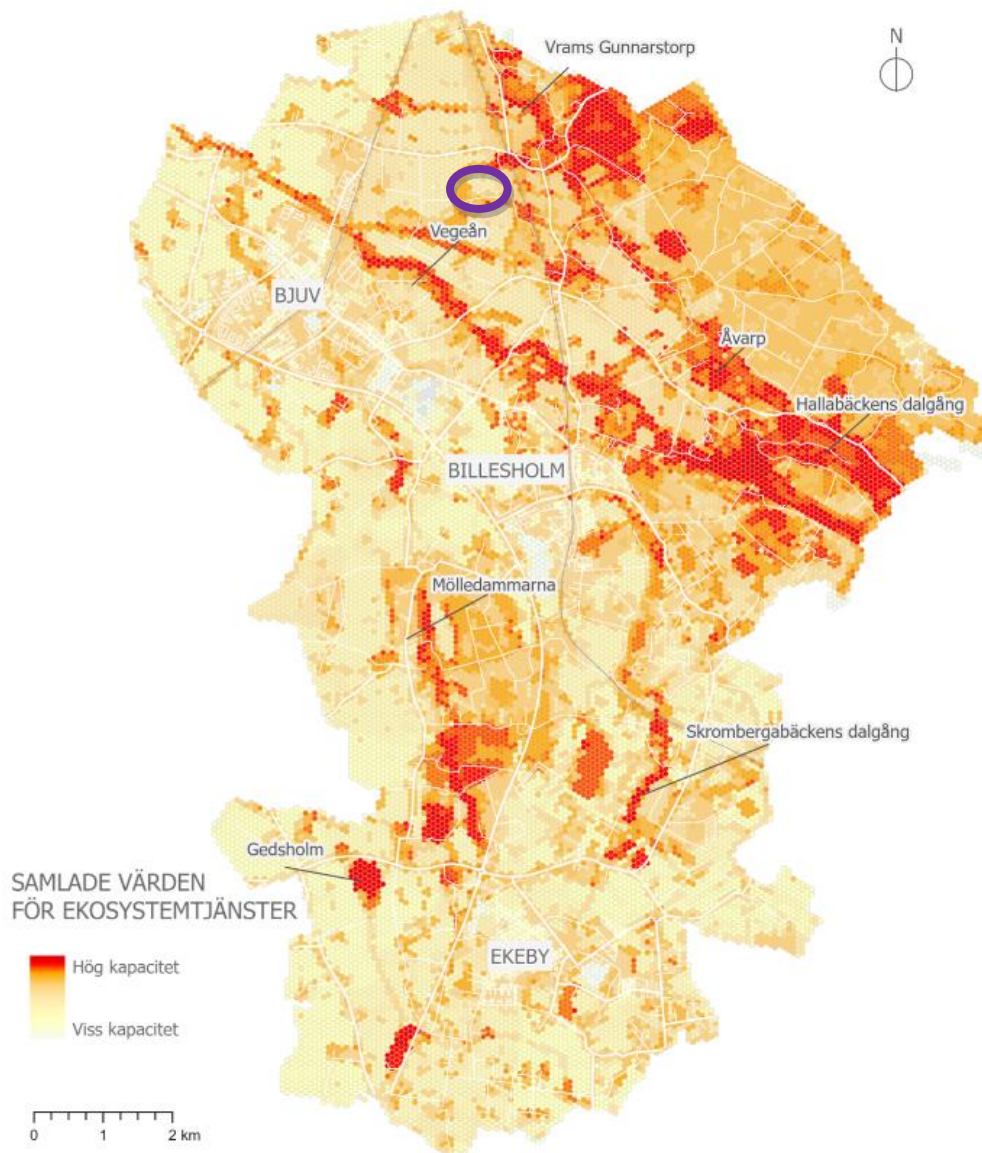 Vrams Gunnarstorp
N
Vegeån
BJUV
Åvarp
Hallabäckens dalgång
BILLESHOLM
Mölledammarna
Skrombergabäckens dalgång
Gedsholm
SAMLADE VÄRDEN
FÖR EKOSYSTEMTJÄNSTER
EKEBY
Hög kapacitet
Viss kapacitet
0 1 2 km